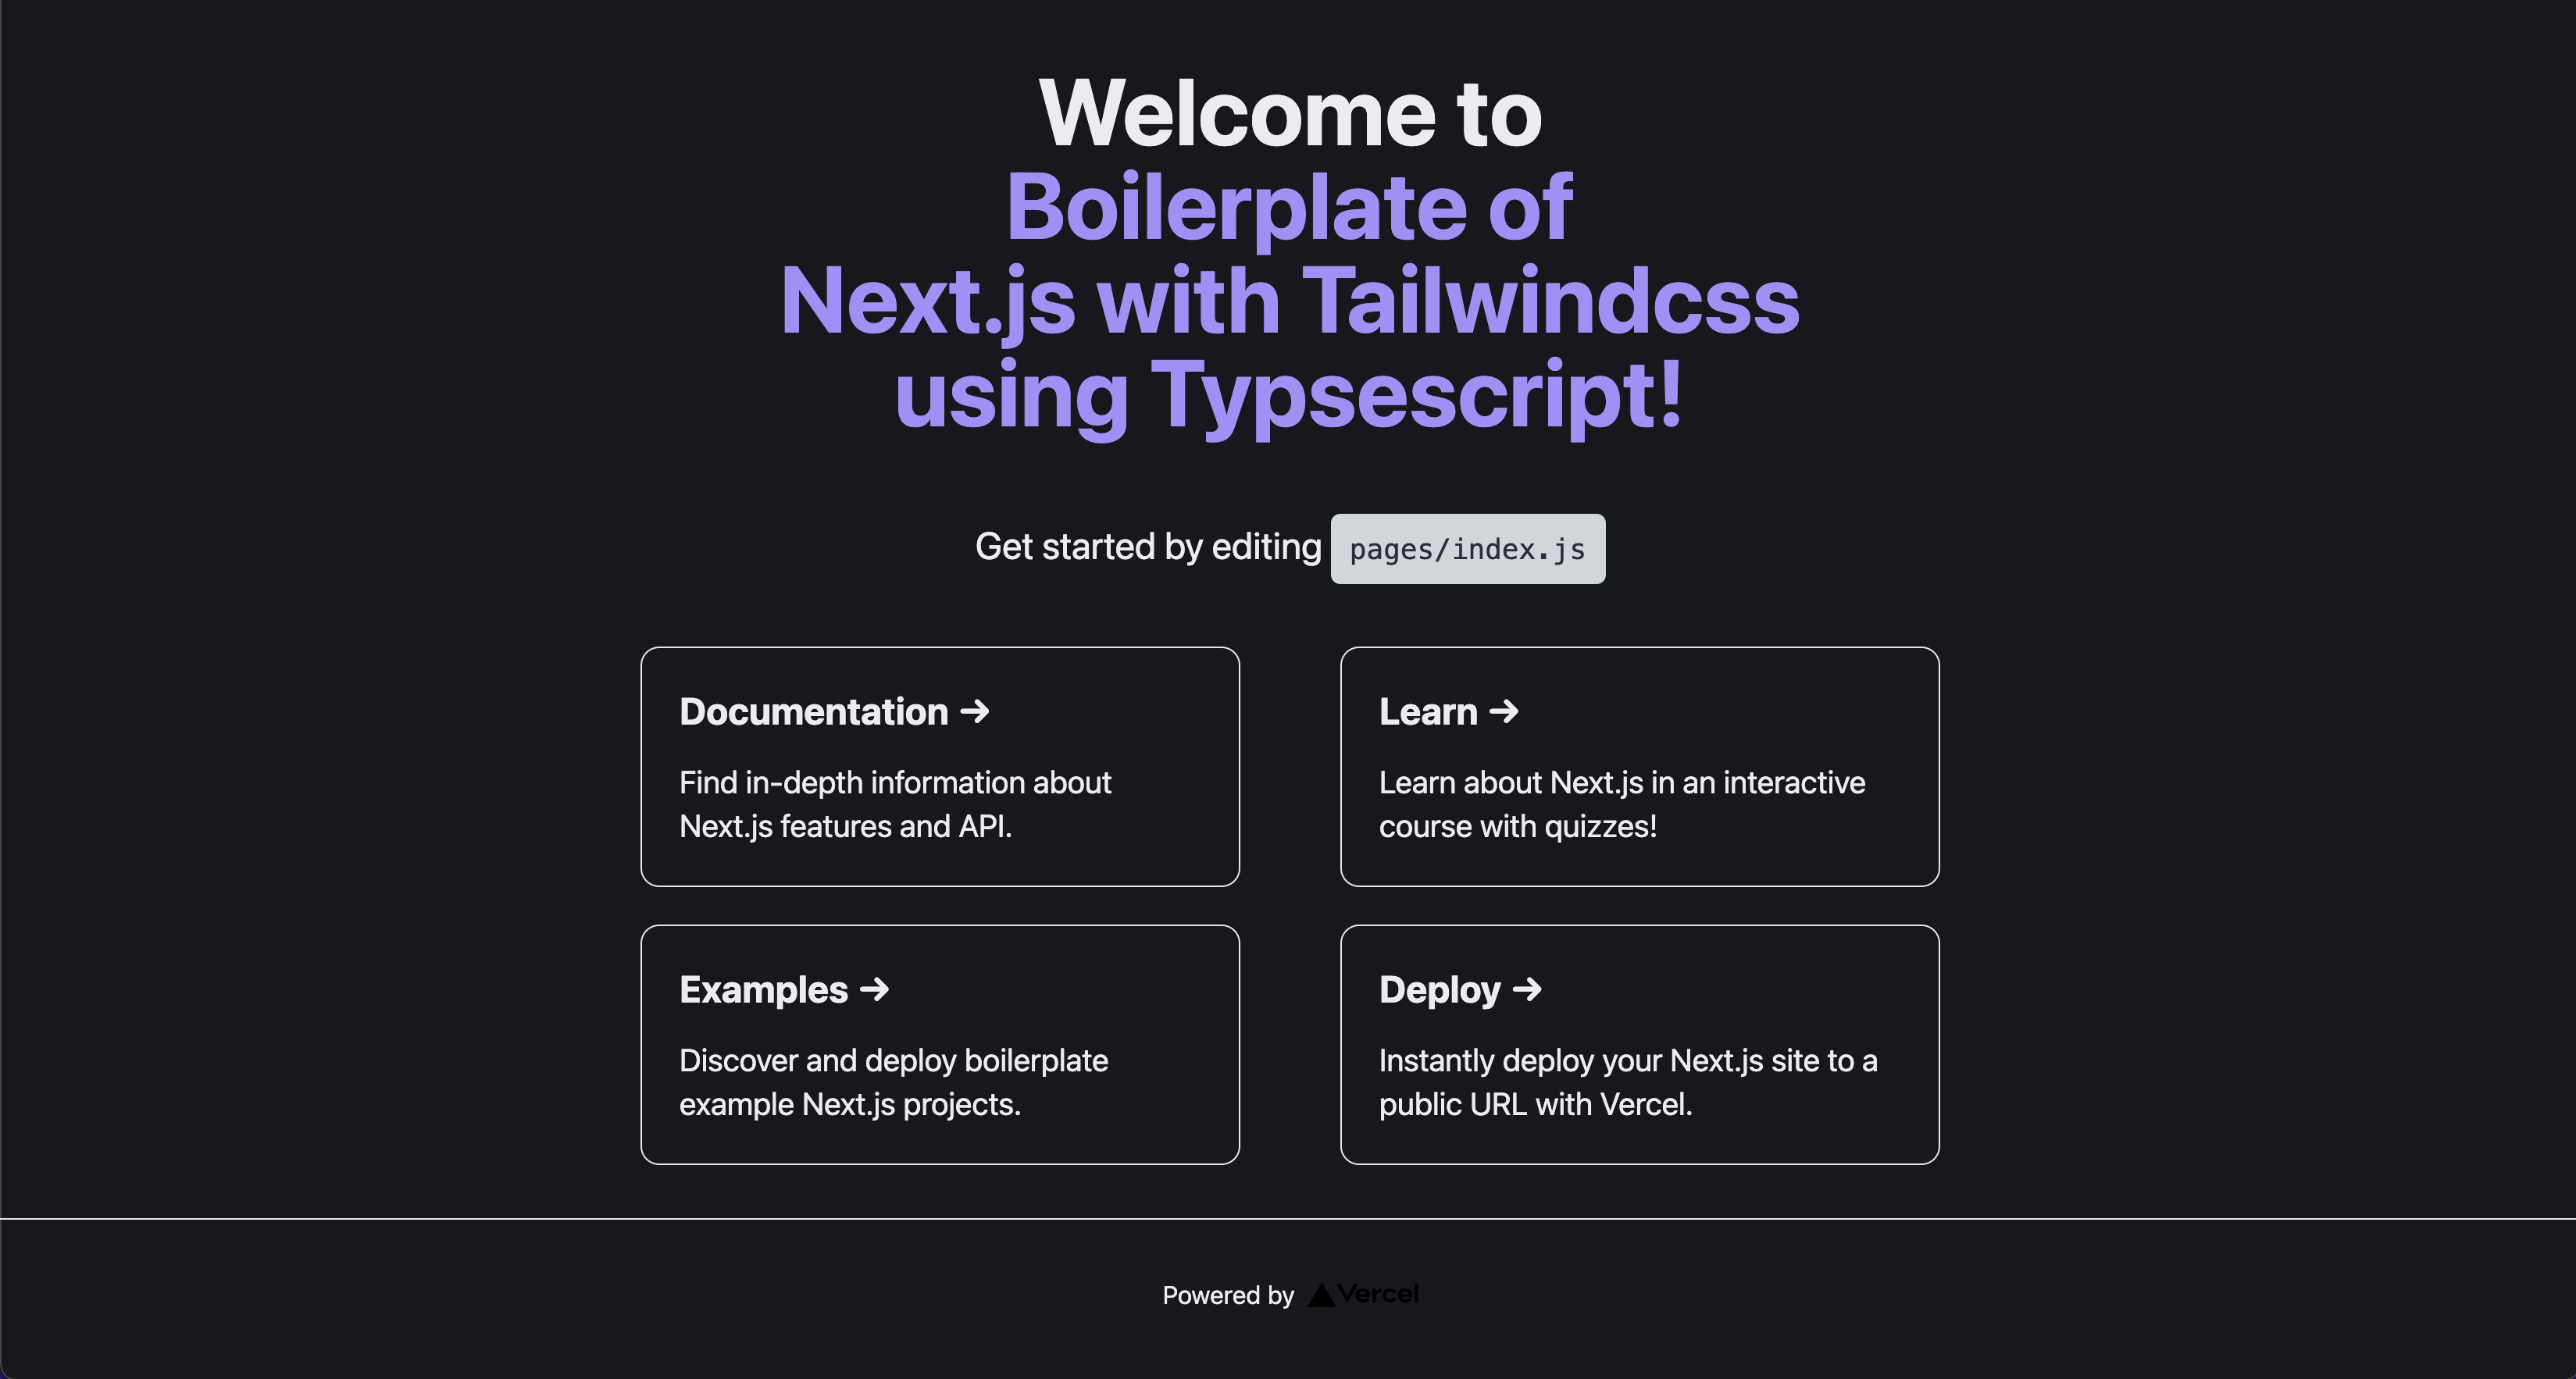 Welcome to
Boilerplate of
Next.js with Tailwindcss
using Typsescript!
Get started by editing pages/index.js
Documentation →
Find in-depth information about
Next.js features and API.
Learn →
Learn about Next.js in an interactive
course with quizzes!
Examples →
Discover and deploy boilerplate
example Next.js projects.
Deploy →
Instantly deploy your Next.js site to a
public URL with Vercel.
Powered by Vercel